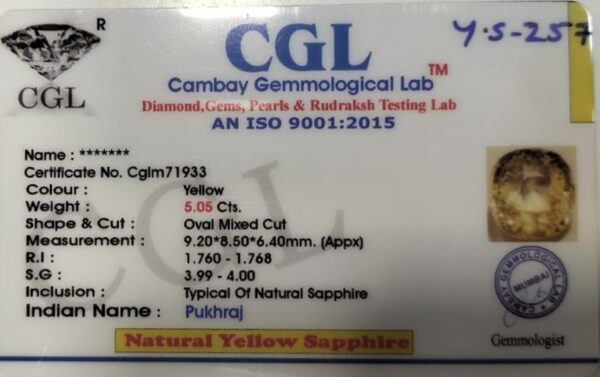 R
Y.S-257
CGL
CGL
TM
Cambay Gemmological Lab
Diamond,Gems, Pearls & Rudraksh Testing Lab
AN ISO 9001:2015
Name : *******
Certificate No. Cglm71933
Colour : Yellow
Weight : 5.05 Cts.
Shape & Cut : Oval Mixed Cut
Measurement : 9.20*8.50*6.40mm. (Appx)
R.I : 1.760 - 1.768
S.G : 3.99 - 4.00
Inclusion : Typical Of Natural Sapphire
Indian Name : Pukhraj
Natural Yellow Sapphire
CGL
CAMBAY GEMMOLOGICAL LAB
MUMBAI
Gemmologist